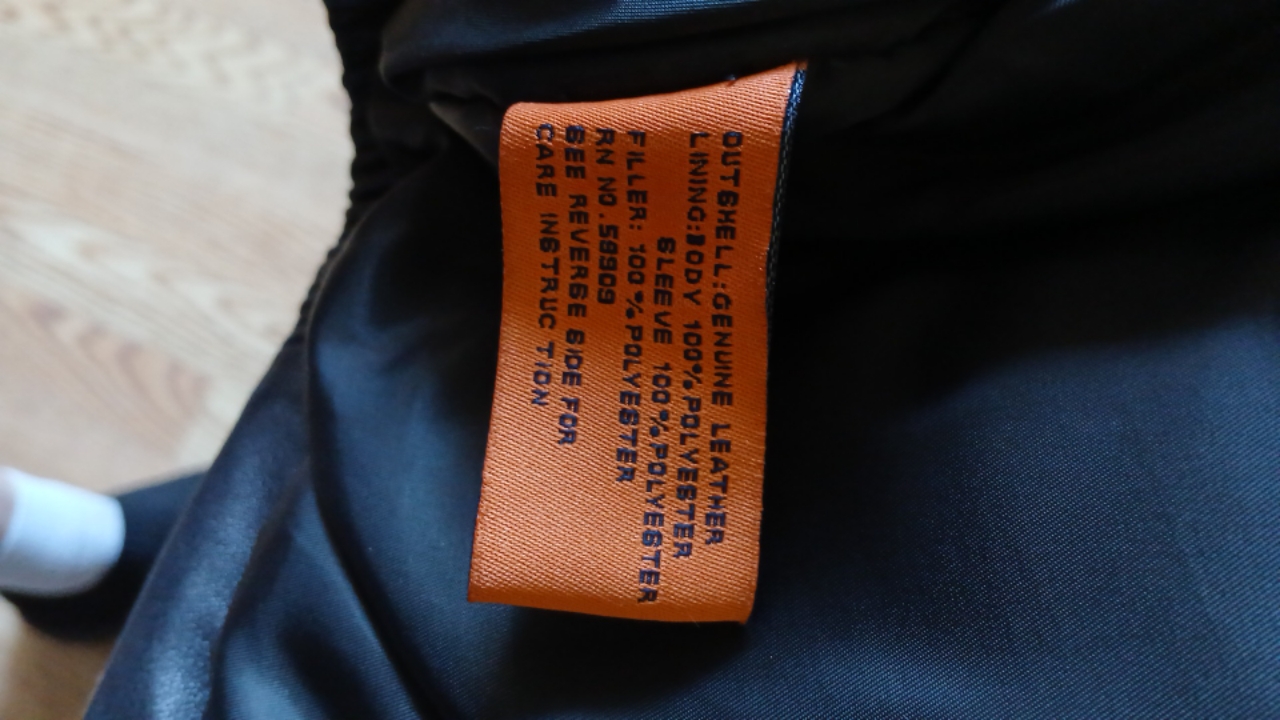 OUTSHELL:GENUINE LEATHER
LINING:BODY 100%POLYESTER
SLEEVE 100%POLYESTER
FILLER: 100%POLYESTER
RN NO.58909
SEE REVERSE SIDE FOR
CARE INSTRUC TION